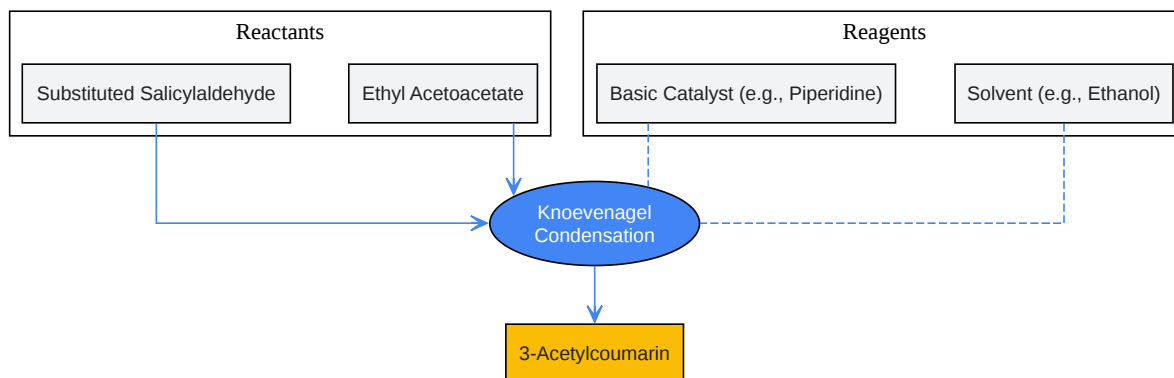 Reactants
Reagents
Substituted Salicylaldehyde
Ethyl Acetoacetate
Basic Catalyst (e.g., Piperidine)
Solvent (e.g., Ethanol)
Knoevenagel
Condensation
3-Acetylcoumarin